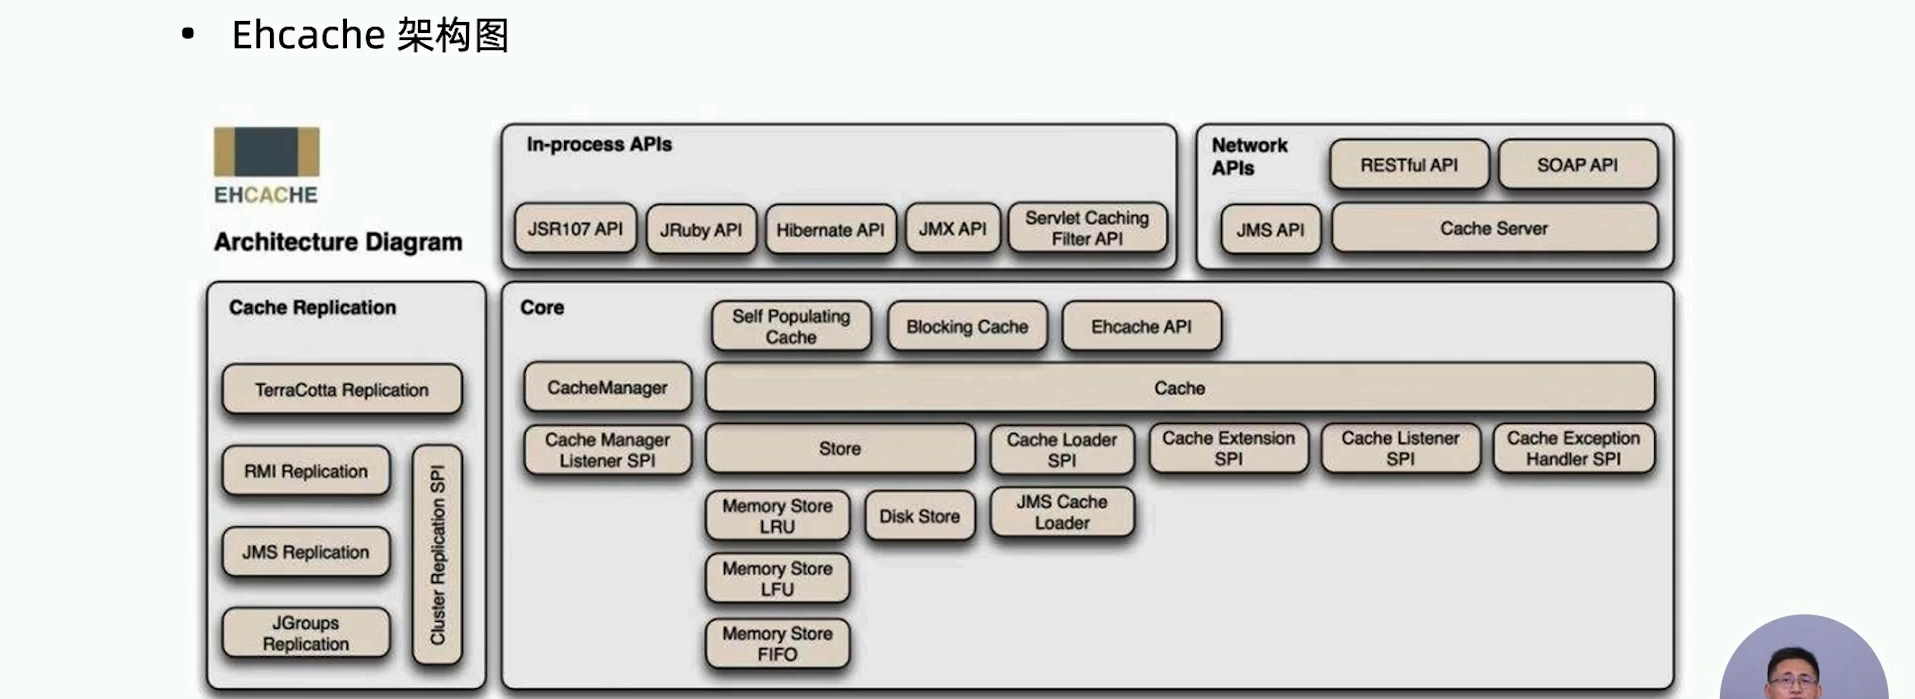 • Ehcache 架构图
EHCACHE
Architecture Diagram
In-process APIs
JSR107 API
JRuby API
Hibernate API
JMX API
Servlet Caching
Filter API
Network
APIs
RESTful API
SOAP API
JMS API
Cache Server
Cache Replication
TerraCotta Replication
RMI Replication
JMS Replication
JGroups
Replication
Cluster Replication SPI
Core
Self Populating
Cache
Blocking Cache
Ehcache API
CacheManager
Cache
Cache Manager
Listener SPI
Store
Cache Loader
SPI
Cache Extension
SPI
Cache Listener
SPI
Cache Exception
Handler SPI
Memory Store
LRU
Disk Store
JMS Cache
Loader
Memory Store
LFU
Memory Store
FIFO